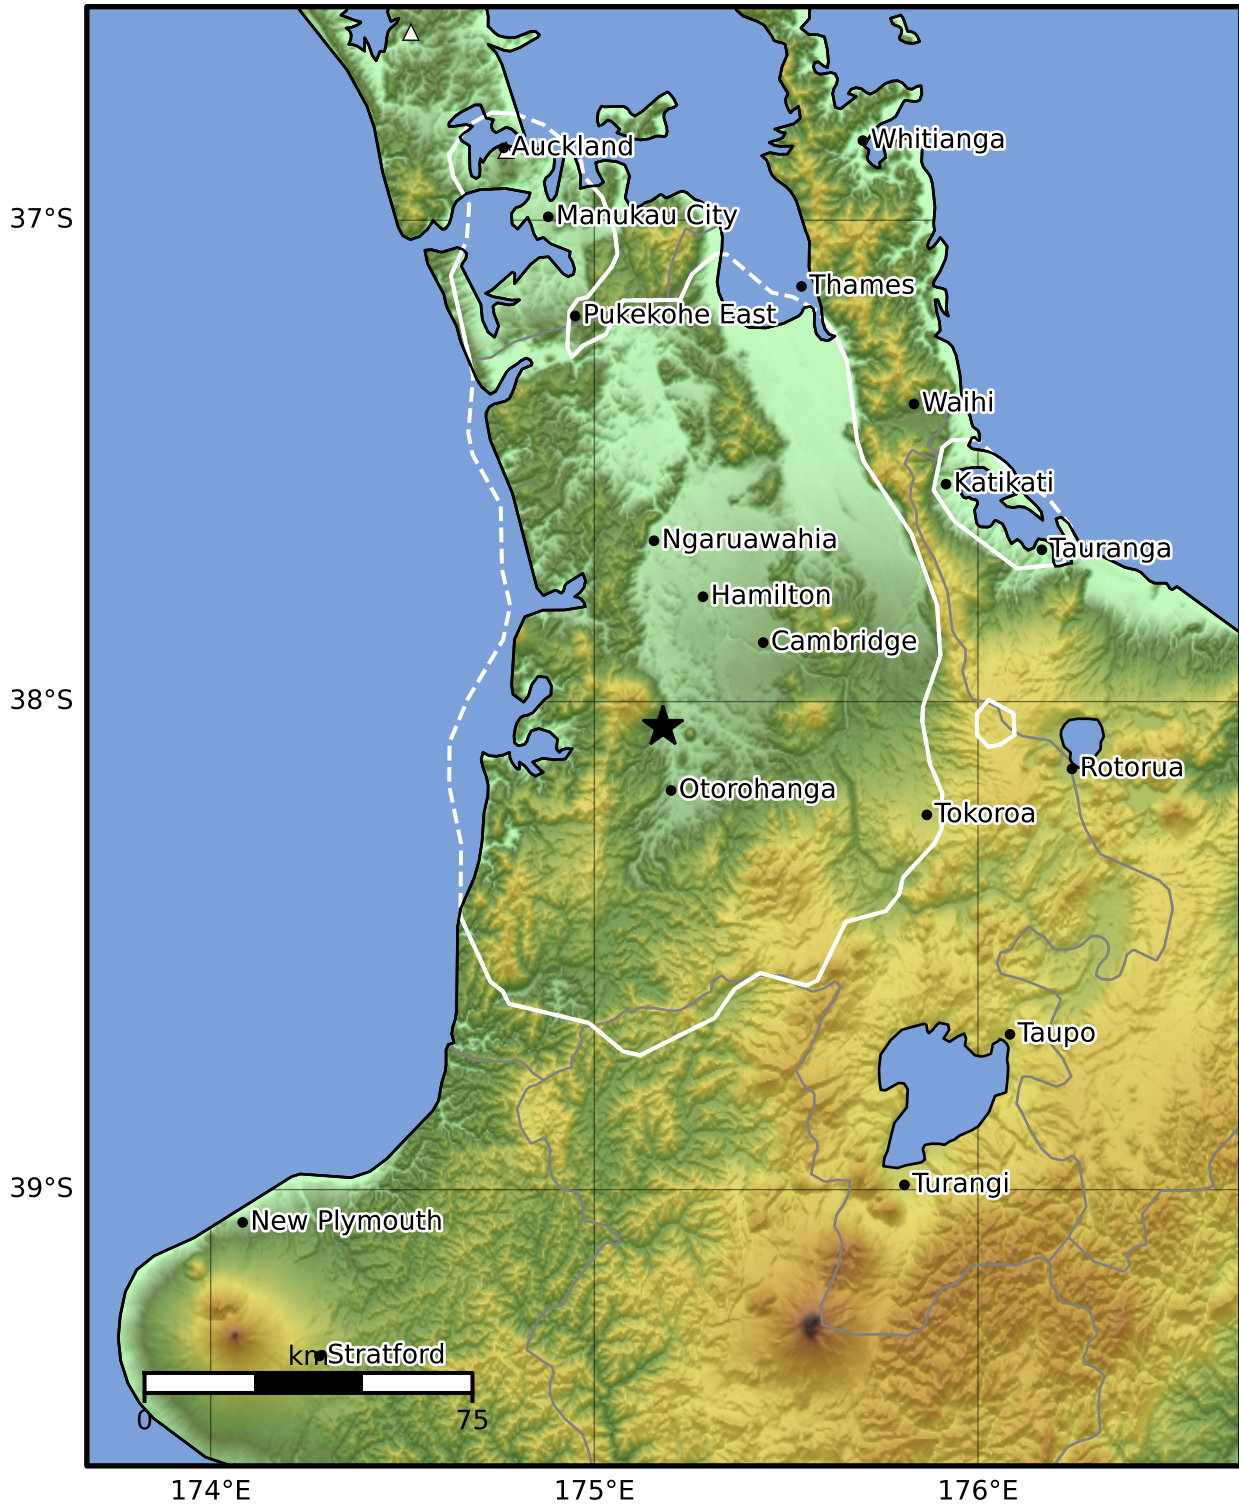 Whitianga
Auckland
37°S
Manukau City
Thames
Pukekohe East
Waihi
Katikati
Ngaruawahia
Tauranga
Hamilton
Cambridge
38°S
Rotorua
Otorohanga
Tokoroa
Taupo
39°S
Turangi
New Plymouth
km
Stratford
0
75
174°E
175°E
176°E